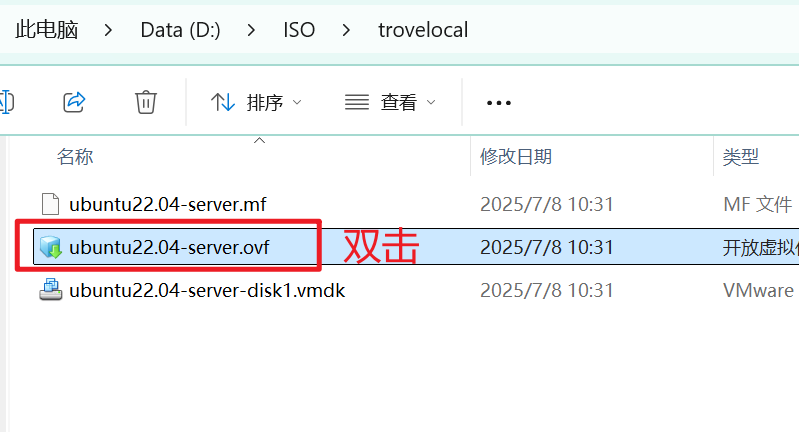 此电脑 > Data (D:) > ISO > trovelocal
排序 查看 ...
名称 修改日期 类型
ubuntu22.04-server.mf 2025/7/8 10:31 MF 文件
ubuntu22.04-server.ovf 双击 2025/7/8 10:31 开放虚拟
ubuntu22.04-server-disk1.vmdk 2025/7/8 10:31 VMware